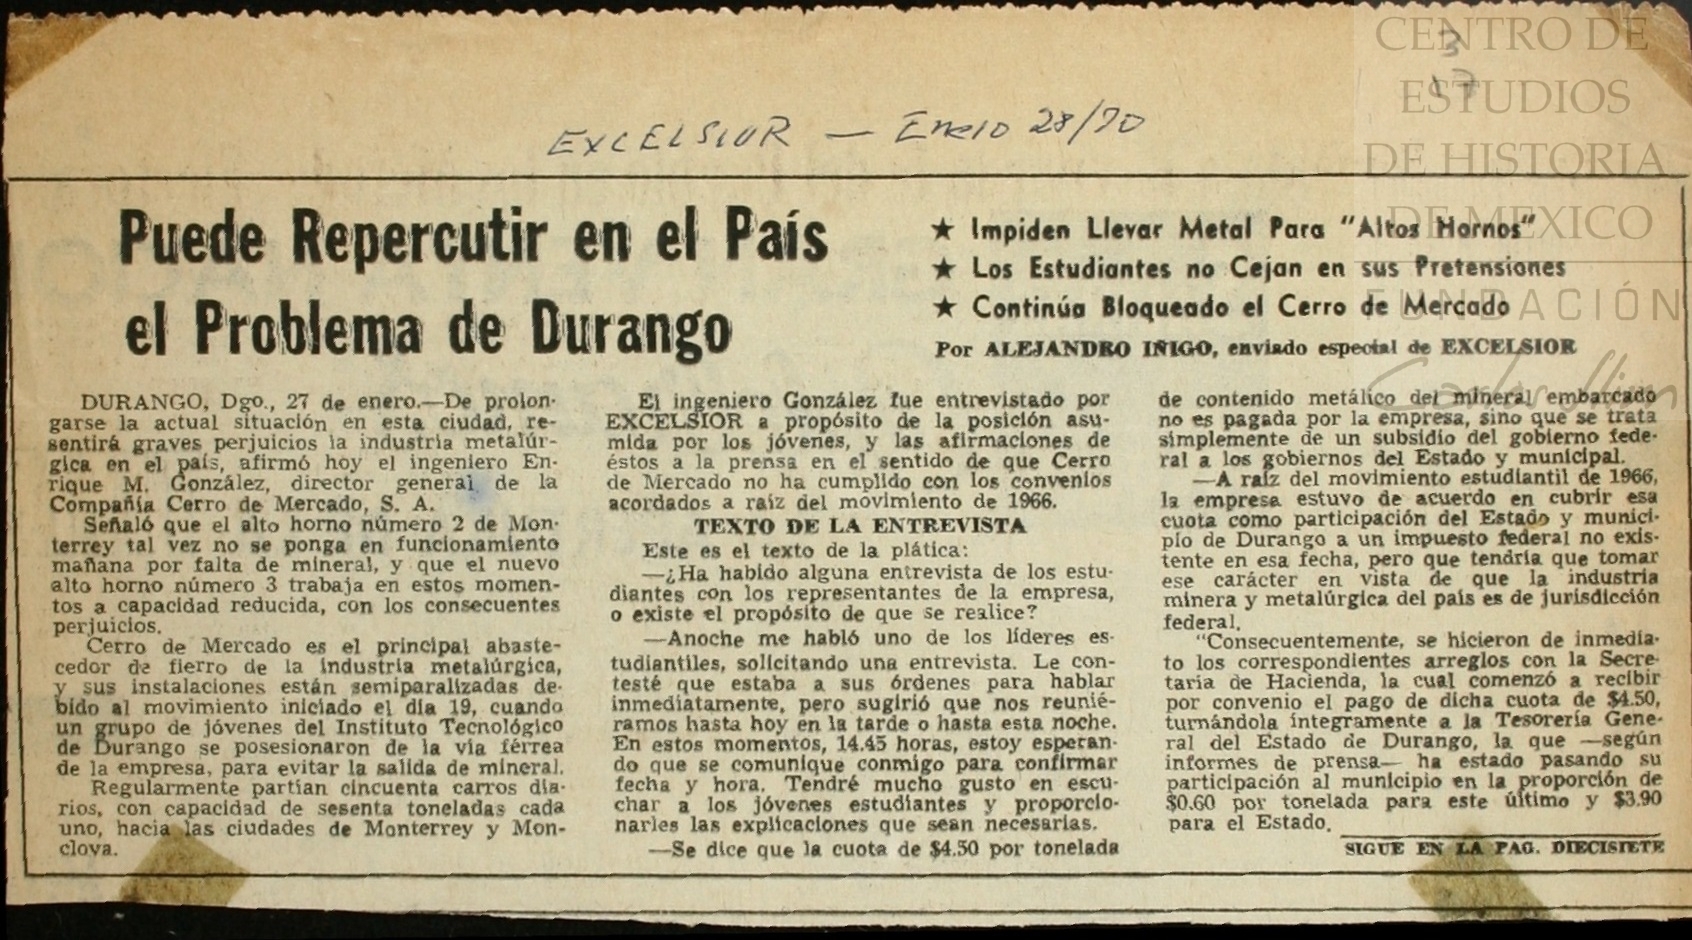 CENTRO DE
ESTUDIOS
DE HISTORIA
DE MEXICO
FUNDACIÓN
3
17
EXCELSIOR — Enero 28/70
Puede Repercutir en el País
el Problema de Durango
★ Impiden Llevar Metal Para "Altos Hornos"
★ Los Estudiantes no Cejan en sus Pretensiones
★ Continúa Bloqueado el Cerro de Mercado
Por ALEJANDRO IÑIGO, enviado especial de EXCELSIOR
DURANGO, Dgo., 27 de enero.—De prolon-
garse la actual situación en esta ciudad, re-
sentirá graves perjuicios la industria metalúr-
gica en el país, afirmó hoy el ingeniero En-
rique M. González, director general de la
Compañía Cerro de Mercado, S. A.
Señaló que el alto horno número 2 de Mon-
terrey tal vez no se ponga en funcionamiento
mañana por falta de mineral, y que el nuevo
alto horno número 3 trabaja en estos momen-
tos a capacidad reducida, con los consecuentes
perjuicios.
Cerro de Mercado es el principal abaste-
cedor de fierro de la industria metalúrgica,
y sus instalaciones están semiparalizadas de-
bido al movimiento iniciado el día 19, cuando
un grupo de jóvenes del Instituto Tecnológico
de Durango se posesionaron de la vía férrea
de la empresa, para evitar la salida de mineral.
Regularmente partían cincuenta carros dia-
rios, con capacidad de sesenta toneladas cada
uno, hacia las ciudades de Monterrey y Mon-
clova.
El ingeniero González fue entrevistado por
EXCELSIOR a propósito de la posición asu-
mida por los jóvenes, y las afirmaciones de
éstos a la prensa en el sentido de que Cerro
de Mercado no ha cumplido con los convenios
acordados a raíz del movimiento de 1966.
TEXTO DE LA ENTREVISTA
Este es el texto de la plática:
—¿Ha habido alguna entrevista de los estu-
diantes con los representantes de la empresa,
o existe el propósito de que se realice?
—Anoche me habló uno de los líderes es-
tudiantiles, solicitando una entrevista. Le con-
testé que estaba a sus órdenes para hablar
inmediatamente, pero sugirió que nos reunié-
ramos hasta hoy en la tarde o hasta esta noche.
En estos momentos, 14.45 horas, estoy esperan-
do que se comunique conmigo para confirmar
fecha y hora. Tendré mucho gusto en escu-
char a los jóvenes estudiantes y proporcio-
narles las explicaciones que sean necesarias.
—Se dice que la cuota de $4.50 por tonelada
de contenido metálico del mineral embarcado
no es pagada por la empresa, sino que se trata
simplemente de un subsidio del gobierno fede-
ral a los gobiernos del Estado y municipal.
—A raíz del movimiento estudiantil de 1966,
la empresa estuvo de acuerdo en cubrir esa
cuota como participación del Estado y munici-
pio de Durango a un impuesto federal no exis-
tente en esa fecha, pero que tendría que tomar
ese carácter en vista de que la industria
minera y metalúrgica del país es de jurisdicción
federal.
"Consecuentemente, se hicieron de inmedia-
to los correspondientes arreglos con la Secre-
taría de Hacienda, la cual comenzó a recibir
por convenio el pago de dicha cuota de $4.50,
turnándola íntegramente a la Tesorería Gene-
ral del Estado de Durango, la que —según
informes de prensa— ha estado pasando su
participación al municipio en la proporción de
$0.60 por tonelada para este último y $3.90
para el Estado.
SIGUE EN LA PAG. DIECISIETE